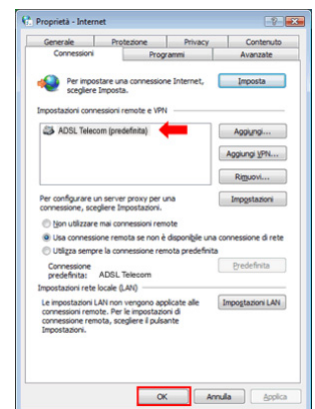 Proprietà - Internet
Generale Protezione Privacy Contenuto
Connessioni Programmi Avanzate
Per impostare una connessione Internet,
scegliere Imposta.
Imposta
Impostazioni connessioni remote e VPN
ADSL Telecom (predefinita)
Aggiungi...
Aggiungi VPN...
Rimuovi...
Per configurare un server proxy per una
connessione, scegliere Impostazioni.
Impostazioni
Non utilizzare mai connessioni remote
Usa connessione remota se non è disponibile una connessione di rete
Utilizza sempre la connessione remota predefinita
Connessione
predefinita: ADSL Telecom
Predefinita
Impostazioni rete locale (LAN)
Le impostazioni LAN non vengono applicate alle
connessioni remote. Per le impostazioni di
connessione remota, scegliere il pulsante
Impostazioni.
Impostazioni LAN
OK Annulla Applica